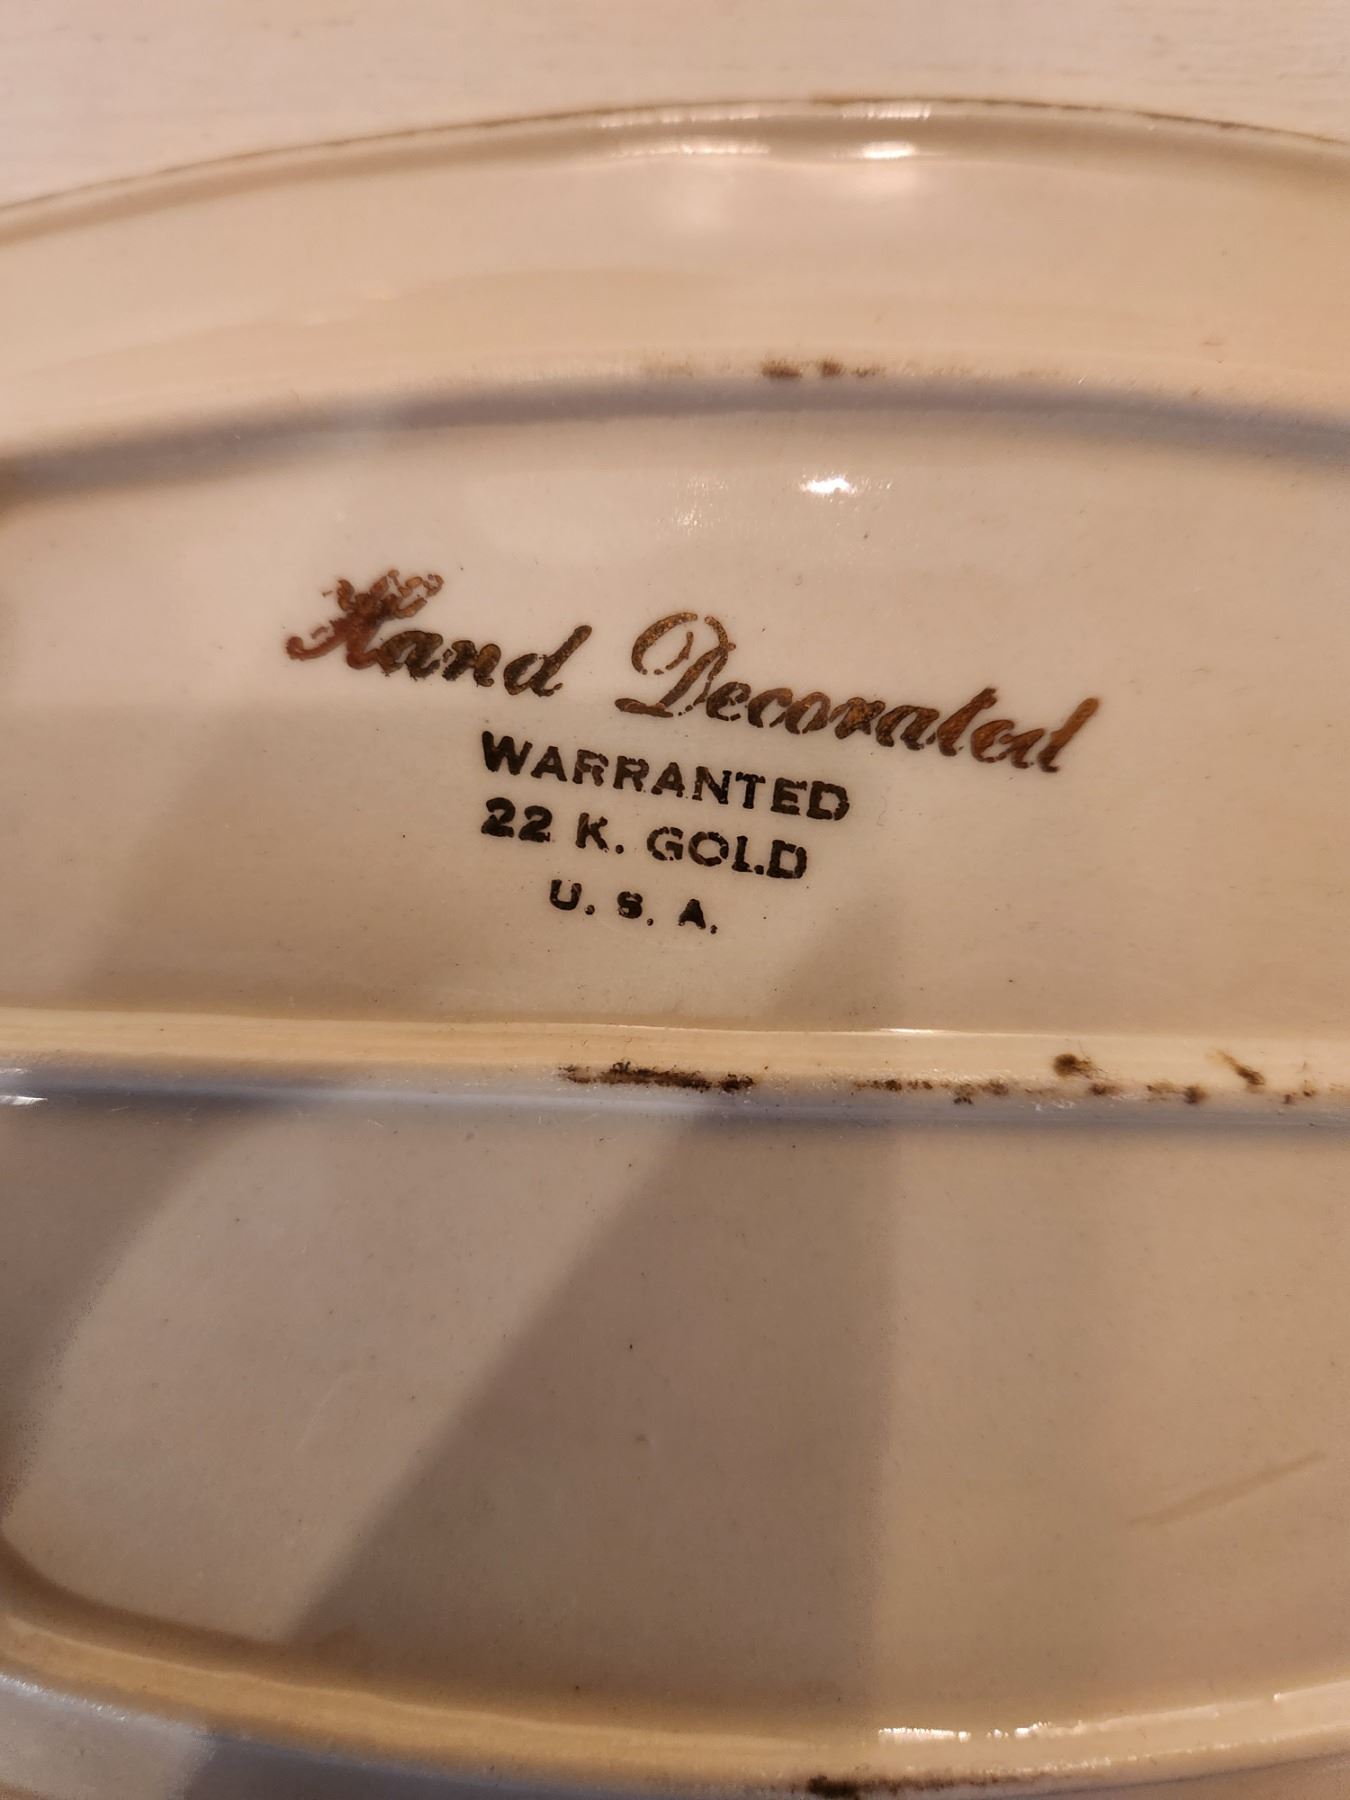 Hand Decorated
WARRANTED
22 K. GOLD
U. S. A.